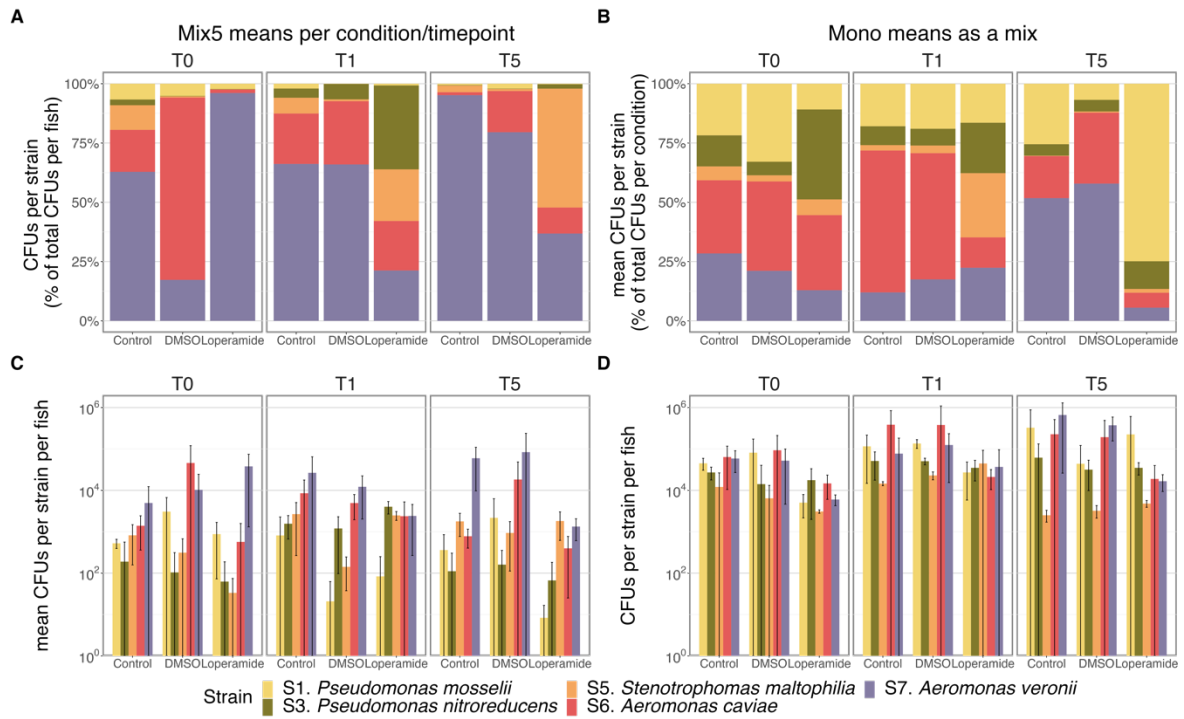 A
Mix5 means per condition/timepoint
T0 T1 T5
CFUs per strain
(% of total CFUs per fish)
100%
75%
50%
25%
0%
Control DMSO Loperamide Control DMSO Loperamide Control DMSO Loperamide
B
Mono means as a mix
T0 T1 T5
mean CFUs per strain
(% of total CFUs per condition)
100%
75%
50%
25%
0%
Control DMSO Loperamide Control DMSO Loperamide Control DMSO Loperamide
C
T0 T1 T5
mean CFUs per strain per fish
10⁶
10⁴
10²
10⁰
Control DMSO Loperamide Control DMSO Loperamide Control DMSO Loperamide
D
T0 T1 T5
CFUs per strain per fish
10⁶
10⁴
10²
10⁰
Control DMSO Loperamide Control DMSO Loperamide Control DMSO Loperamide
Strain
S1. Pseudomonas mosselii
S3. Pseudomonas nitroreducens
S5. Stenotrophomas maltophilia
S6. Aeromonas caviae
S7. Aeromonas veronii